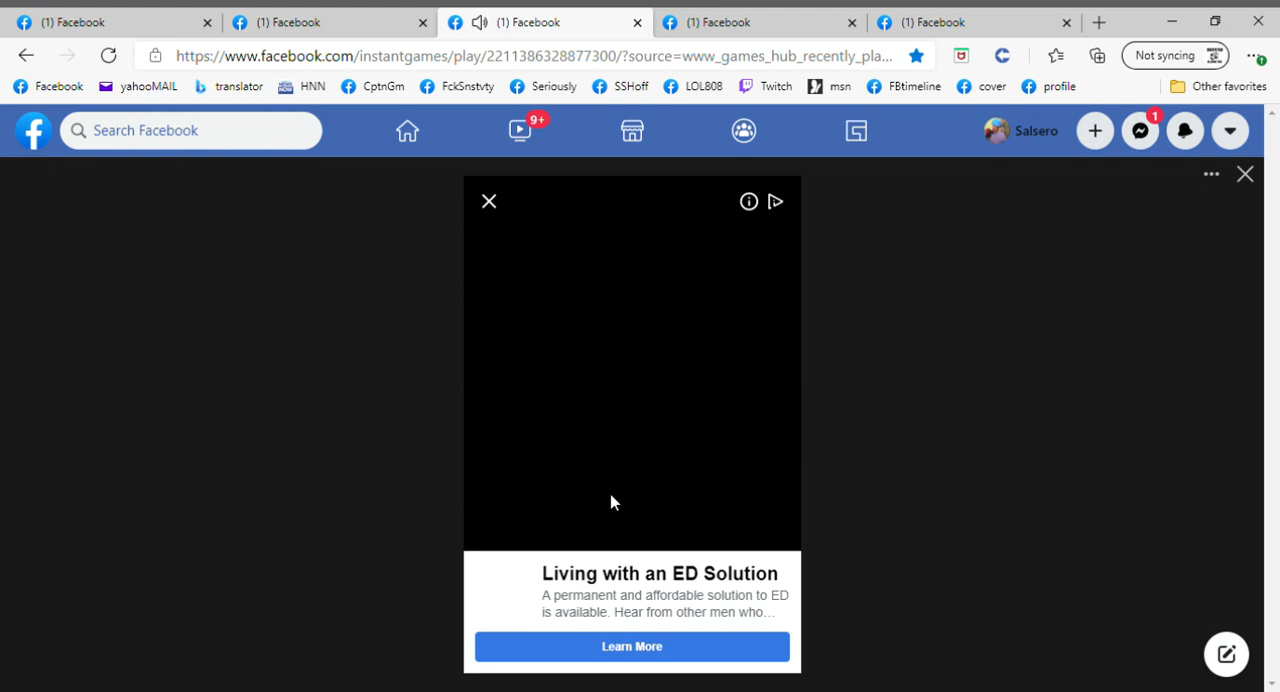 (1) Facebook
(1) Facebook
(1) Facebook
(1) Facebook
(1) Facebook
https://www.facebook.com/instantgames/play/2211386328877300/?source=www_games_hub_recently_pla...
Not syncing
Facebook yahooMAIL translator HNN CptnGm FckSnstvty Seriously SSHoff LOL808 Twitch msn FBtimeline cover profile Other favorites
Search Facebook
9+
Salsero
1
Living with an ED Solution
A permanent and affordable solution to ED
is available. Hear from other men who...
Learn More